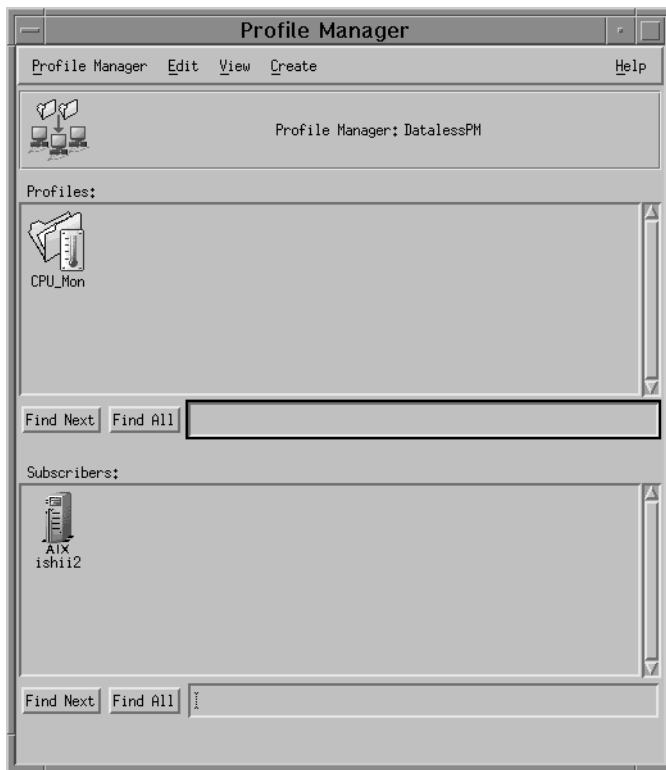 Profile Manager
Profile Manager Edit View Create Help
Profile Manager: DatalessPM
Profiles:
CPU_Mon
Find Next Find All
Subscribers:
AIX
ishii2
Find Next Find All